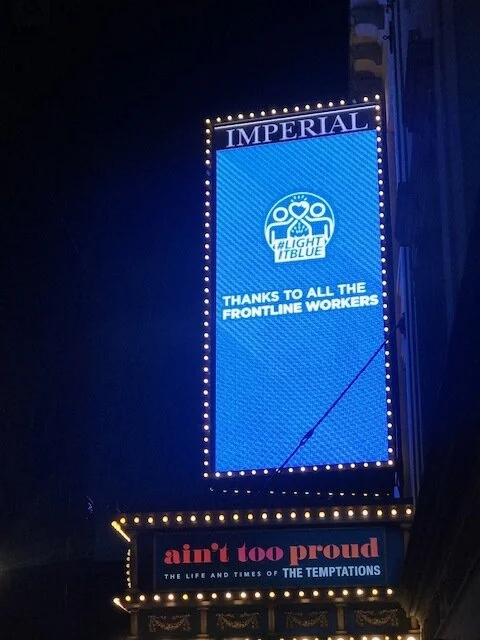 IMPERIAL
#LIGHT
ITBLUE
THANKS TO ALL THE
FRONTLINE WORKERS
ain't too proud
THE LIFE AND TIMES OF THE TEMPTATIONS